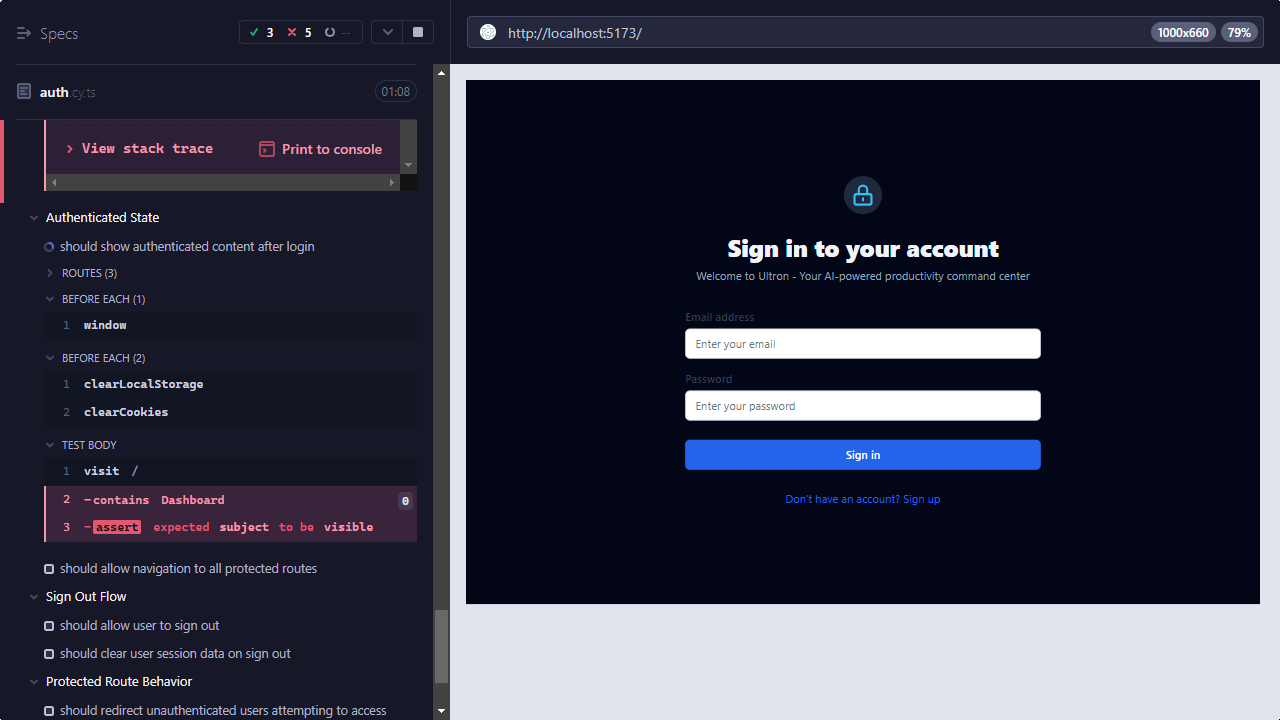 Specs
3 5 --
auth.cy.ts 01:08
View stack trace Print to console
Authenticated State
should show authenticated content after login
ROUTES (3)
BEFORE EACH (1)
1 window
BEFORE EACH (2)
1 clearLocalStorage
2 clearCookies
TEST BODY
1 visit /
2 -contains Dashboard 0
3 -assert expected subject to be visible
should allow navigation to all protected routes
Sign Out Flow
should allow user to sign out
should clear user session data on sign out
Protected Route Behavior
should redirect unauthenticated users attempting to access
http://localhost:5173/ 1000x660 79%
Sign in to your account
Welcome to Ultron - Your AI-powered productivity command center
Email address
Enter your email
Password
Enter your password
Sign in
Don't have an account? Sign up